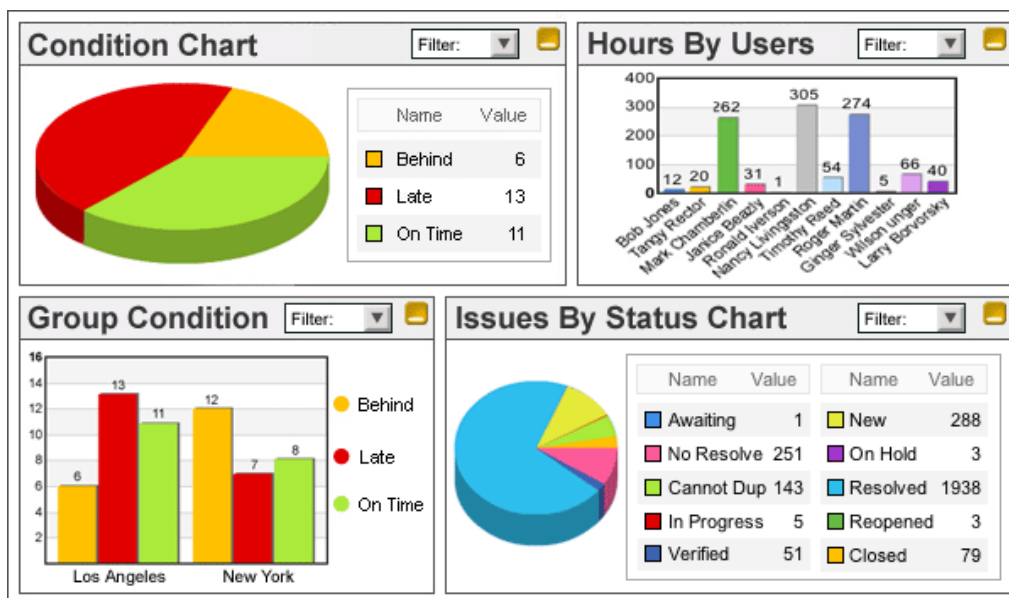 Condition Chart
Filter:
Name Value
Behind 6
Late 13
On Time 11
Hours By Users
Filter:
400
300
200
100
0
12 20 262 31 1 305 54 274 5 66 40
Bob Jones
Tangy Rector
Mark Chamberlin
Janice Beazly
Ronald Iverson
Nancy Livingston
Timothy Reed
Roger Martin
Ginger Sylvester
Wilson unger
Larry Borvorsky
Group Condition
Filter:
16
14
12
10
8
6
4
2
6 13 11 12 7 8
Los Angeles New York
Behind
Late
On Time
Issues By Status Chart
Filter:
Name Value Name Value
Awaiting 1 New 288
No Resolve 251 On Hold 3
Cannot Dup 143 Resolved 1938
In Progress 5 Reopened 3
Verified 51 Closed 79